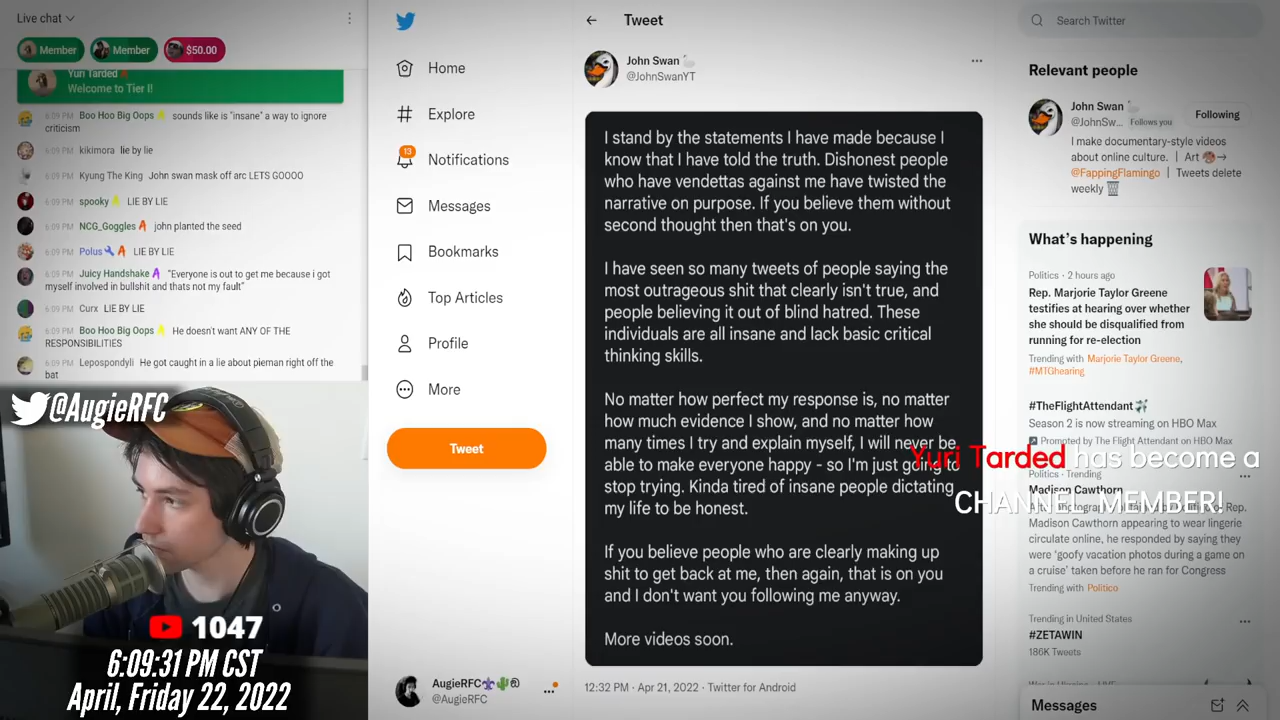 Live chat
Member
Member
$50.00
Yuri Tarded
Welcome to Tier I!
6:09 PM Boo Hoo Big Oops sounds like is "insane" a way to ignore
criticism
6:09 PM kikimora lie by lie
6:09 PM Kyung The King John swan mask off arc LETS GOOOO
6:09 PM spooky LIE BY LIE
6:09 PM NCG_Goggles john planted the seed
6:09 PM Polus LIE BY LIE
6:09 PM Juicy Handshake "Everyone is out to get me because i got
myself involved in bullshit and thats not my fault"
6:09 PM Curx LIE BY LIE
6:09 PM Boo Hoo Big Oops He doesn't want ANY OF THE
RESPONSIBILITIES
6:09 PM Lepospondyli He got caught in a lie about pieman right off the
bat
@AugieRFC
1047
6:09:31 PM CST
April, Friday 22, 2022
Home
Explore
13
Notifications
Messages
Bookmarks
Top Articles
Profile
More
Tweet
AugieRFC
@AugieRFC
Tweet
John Swan
@JohnSwanYT
I stand by the statements I have made because I
know that I have told the truth. Dishonest people
who have vendettas against me have twisted the
narrative on purpose. If you believe them without
second thought then that's on you.
I have seen so many tweets of people saying the
most outrageous shit that clearly isn't true, and
people believing it out of blind hatred. These
individuals are all insane and lack basic critical
thinking skills.
No matter how perfect my response is, no matter
how much evidence I show, and no matter how
many times I try and explain myself, I will never be
able to make everyone happy - so I'm just going to
stop trying. Kinda tired of insane people dictating
my life to be honest.
If you believe people who are clearly making up
shit to get back at me, then again, that is on you
and I don't want you following me anyway.
More videos soon.
12:32 PM · Apr 21, 2022 · Twitter for Android
Yuri Tarded has become a
CHANNEL MEMBER!
Search Twitter
Relevant people
John Swan
@JohnSw... Follows you
Following
I make documentary-style videos
about online culture. | Art →
@FappingFlamingo | Tweets delete
weekly
What's happening
Politics · 2 hours ago
Rep. Marjorie Taylor Greene
testifies at hearing over whether
she should be disqualified from
running for re-election
Trending with Marjorie Taylor Greene,
#MTGhearing
#TheFlightAttendant
Season 2 is now streaming on HBO Max
Promoted by The Flight Attendant on HBO Max
Politics · Trending
Madison Cawthorn
After photographs obtained by Politico of Rep.
Madison Cawthorn appearing to wear lingerie
circulate online, he responded by saying they
were 'goofy vacation photos during a game on
a cruise' taken before he ran for Congress
Trending with Politico
Trending in United States
#ZETAWIN
186K Tweets
Messages